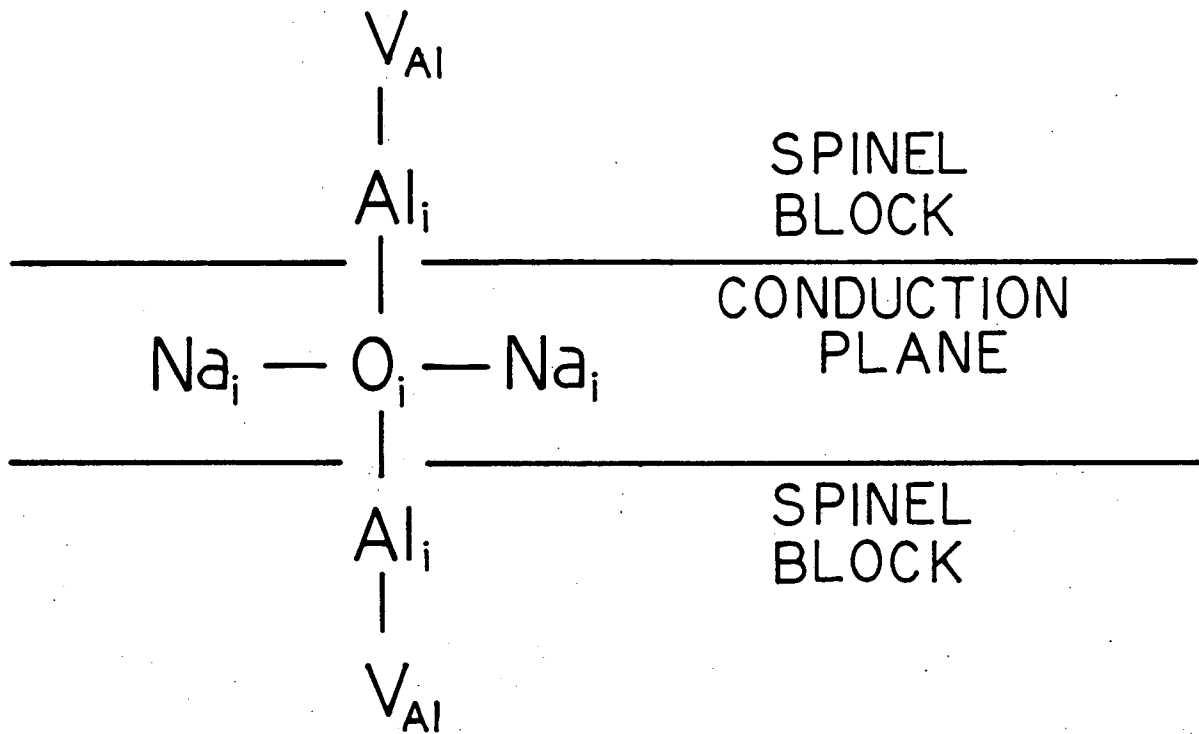 V_Al
Al_i
SPINEL
BLOCK
CONDUCTION
PLANE
Na_i — O_i — Na_i
SPINEL
BLOCK
Al_i
V_Al